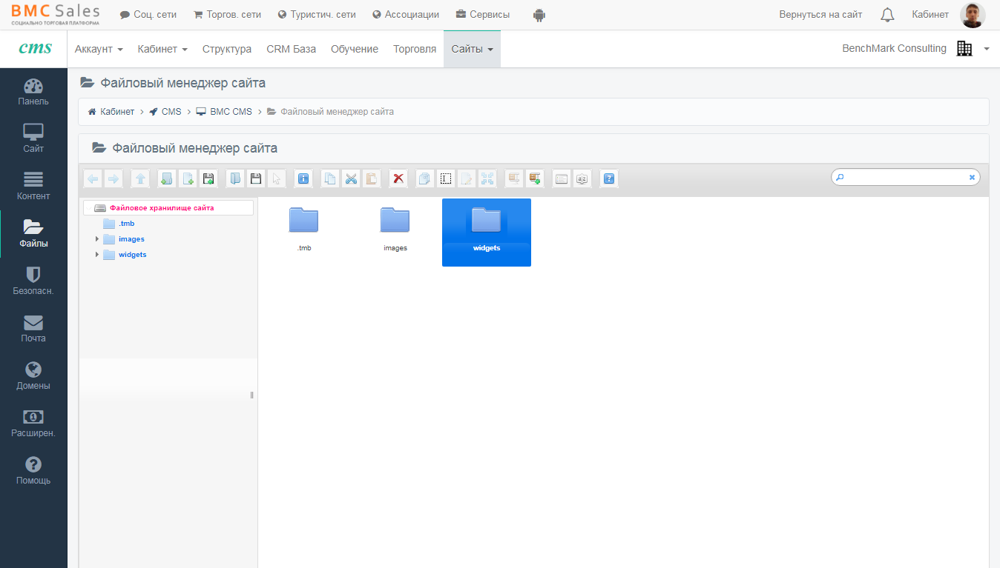 BMC Sales
СОЦИАЛЬНО ТОРГОВАЯ ПЛАТФОРМА
Соц. сети Торгов. сети Туристич. сети Ассоциации Сервисы Вернуться на сайт Кабинет
cms Аккаунт Кабинет Структура CRM База Обучение Торговля Сайты BenchMark Consulting
Панель
Сайт
Контент
Файлы
Безопасн.
Почта
Домены
Расширен.
Помощь
Файловый менеджер сайта
Кабинет > CMS > BMC CMS > Файловый менеджер сайта
Файловый менеджер сайта
Файловое хранилище сайта
.tmb
images
widgets
.tmb images widgets